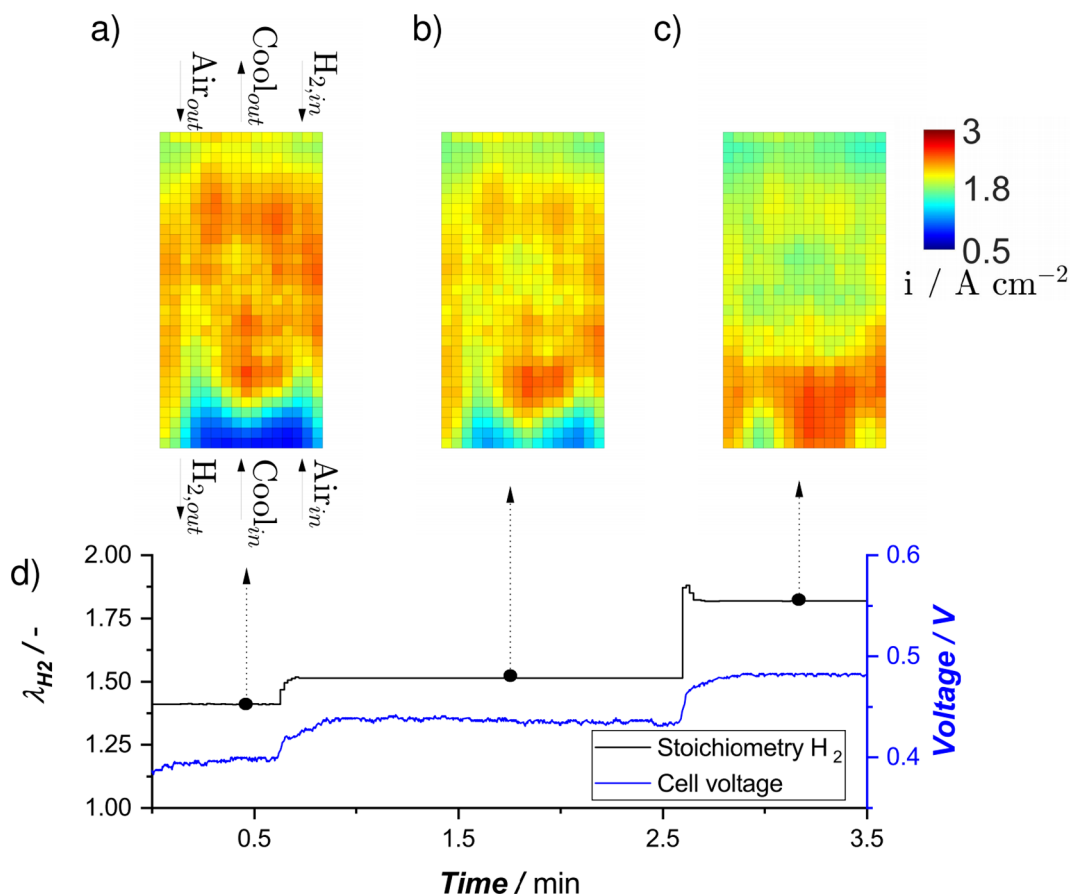 a)
b)
c)
Air_out
Cool_out
H_2,in
3
1.8
0.5
i / A cm⁻²
H_2,out
Cool_in
Air_in
d)
2.00
1.75
1.50
1.25
1.00
λ_H2 / -
0.6
0.5
0.4
Voltage / V
Stoichiometry H₂
Cell voltage
0.5
1.5
2.5
3.5
Time / min